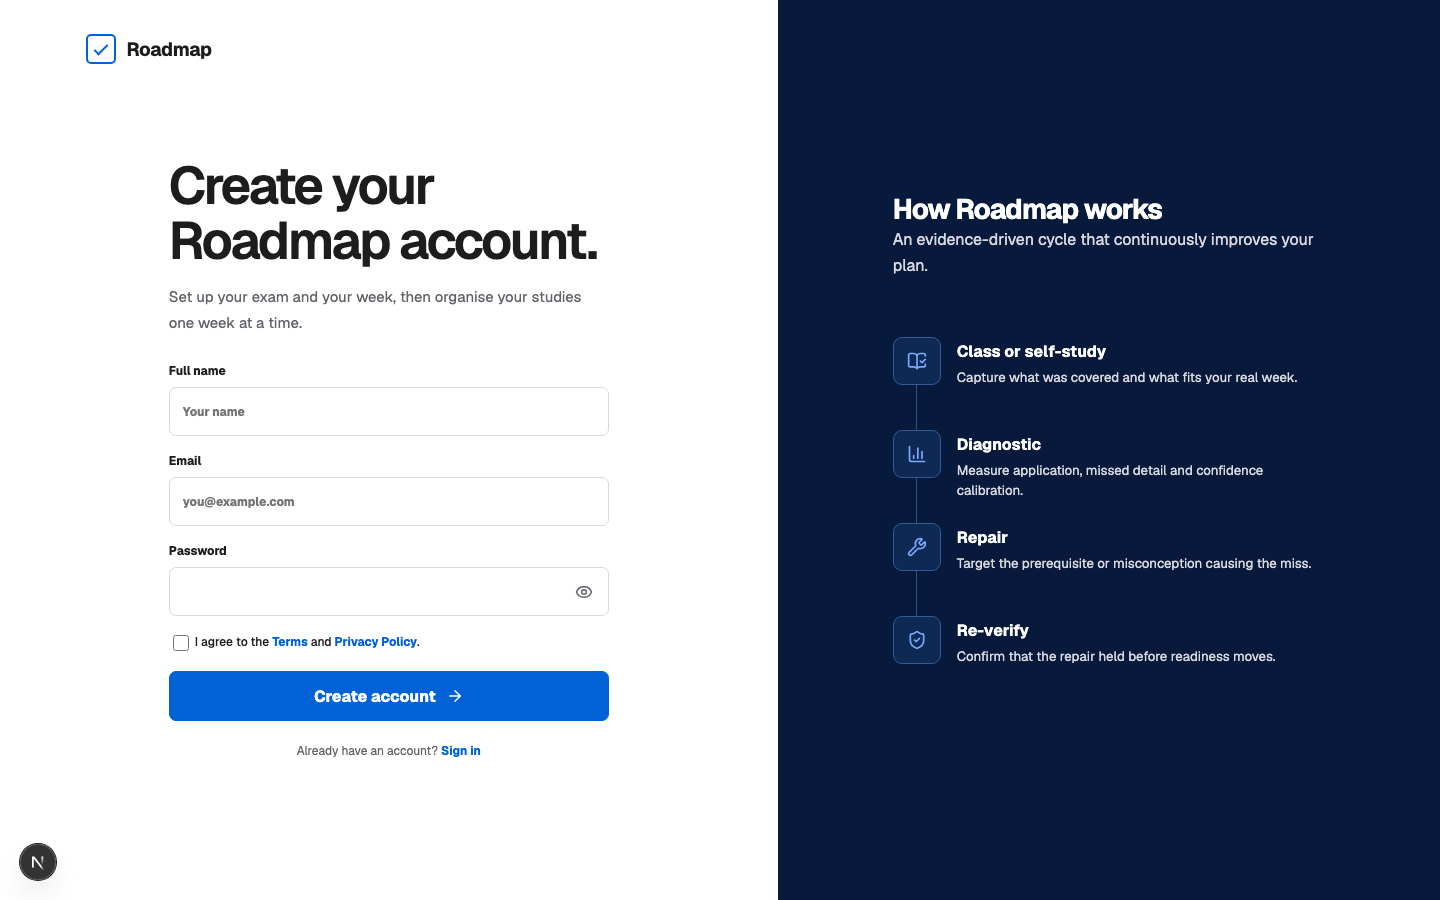 Roadmap
Create your
Roadmap account.
Set up your exam and your week, then organise your studies
one week at a time.
Full name
Your name
Email
you@example.com
Password
I agree to the Terms and Privacy Policy.
Create account
Already have an account? Sign in
N
How Roadmap works
An evidence-driven cycle that continuously improves your
plan.
Class or self-study
Capture what was covered and what fits your real week.
Diagnostic
Measure application, missed detail and confidence
calibration.
Repair
Target the prerequisite or misconception causing the miss.
Re-verify
Confirm that the repair held before readiness moves.